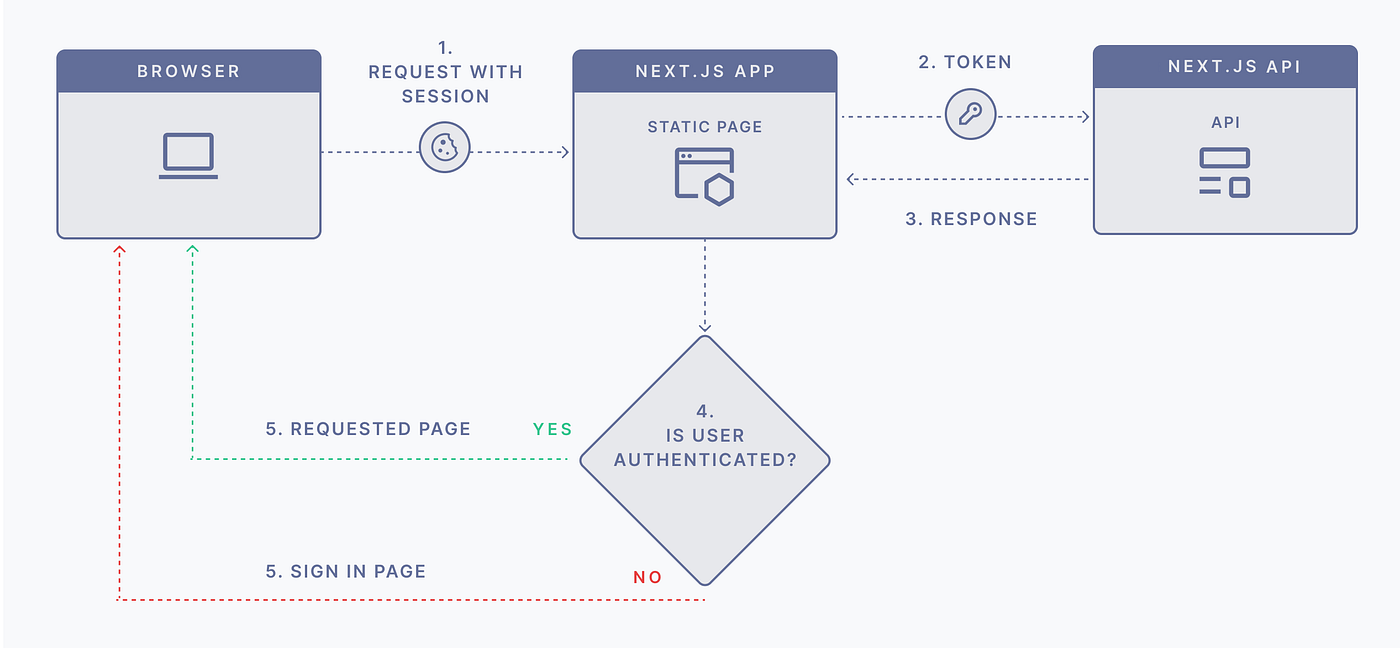 BROWSER
1.
REQUEST WITH
SESSION
NEXT.JS APP
STATIC PAGE
2. TOKEN
3. RESPONSE
NEXT.JS API
API
4.
IS USER
AUTHENTICATED?
5. REQUESTED PAGE
YES
5. SIGN IN PAGE
NO